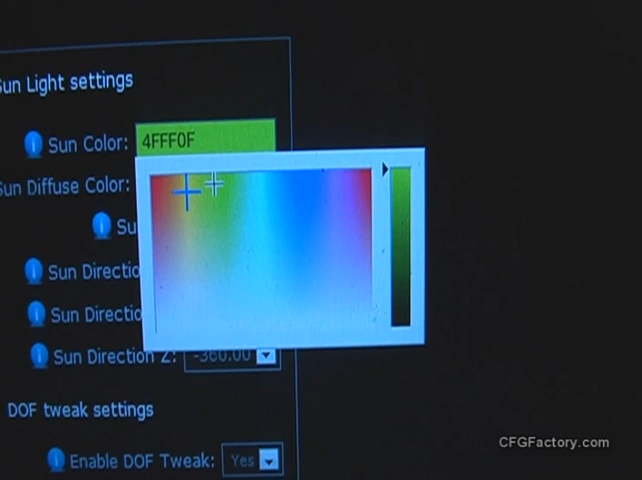 Sun Light settings
Sun Color: 4FFF0F
Sun Diffuse Color:
Su
Sun Directio
Sun Directio
Sun Direction Z: -360.00
DOF tweak settings
Enable DOF Tweak: Yes
CFGFactory.com